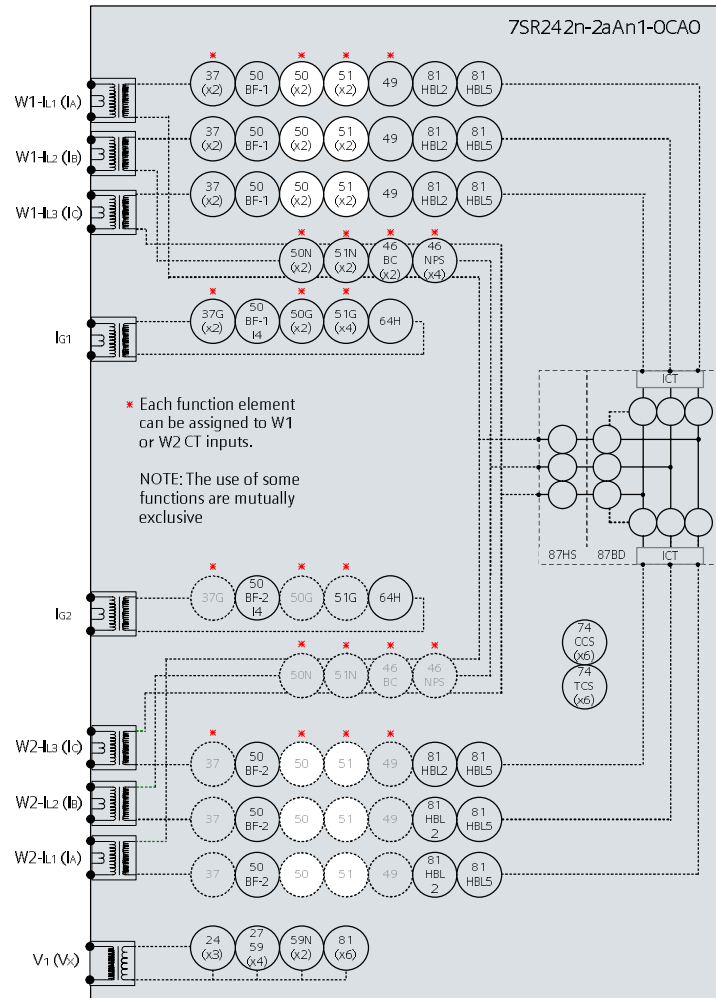 7SR242n-2aAn1-0CA0
W1-IL1 (IA)
37 (x2)
50 BF-1
50 (x2)
51 (x2)
49
81 HBL2
81 HBL5
W1-IL2 (IB)
37 (x2)
50 BF-1
50 (x2)
51 (x2)
49
81 HBL2
81 HBL5
W1-IL3 (IC)
37 (x2)
50 BF-1
50 (x2)
51 (x2)
49
81 HBL2
81 HBL5
50N (x2)
51N (x2)
46 BC (x2)
46 NPS (x4)
IG1
37G (x2)
50 BF-1 I4
50G (x2)
51G (x4)
64H
ICT
* Each function element
can be assigned to W1
or W2 CT inputs.
NOTE: The use of some
functions are mutually
exclusive
87HS
87BD
ICT
IG2
37G
50 BF-2 I4
50G
51G
64H
74 CCS (x6)
74 TCS (x6)
50N
51N
46 BC
46 NPS
W2-IL3 (IC)
37
50 BF-2
50
51
49
81 HBL2
81 HBL5
W2-IL2 (IB)
37
50 BF-2
50
51
49
81 HBL 2
81 HBL5
W2-IL1 (IA)
37
50 BF-2
50
51
49
81 HBL 2
81 HBL5
V1 (VX)
24 (x3)
27 59 (x4)
59N (x2)
81 (x6)